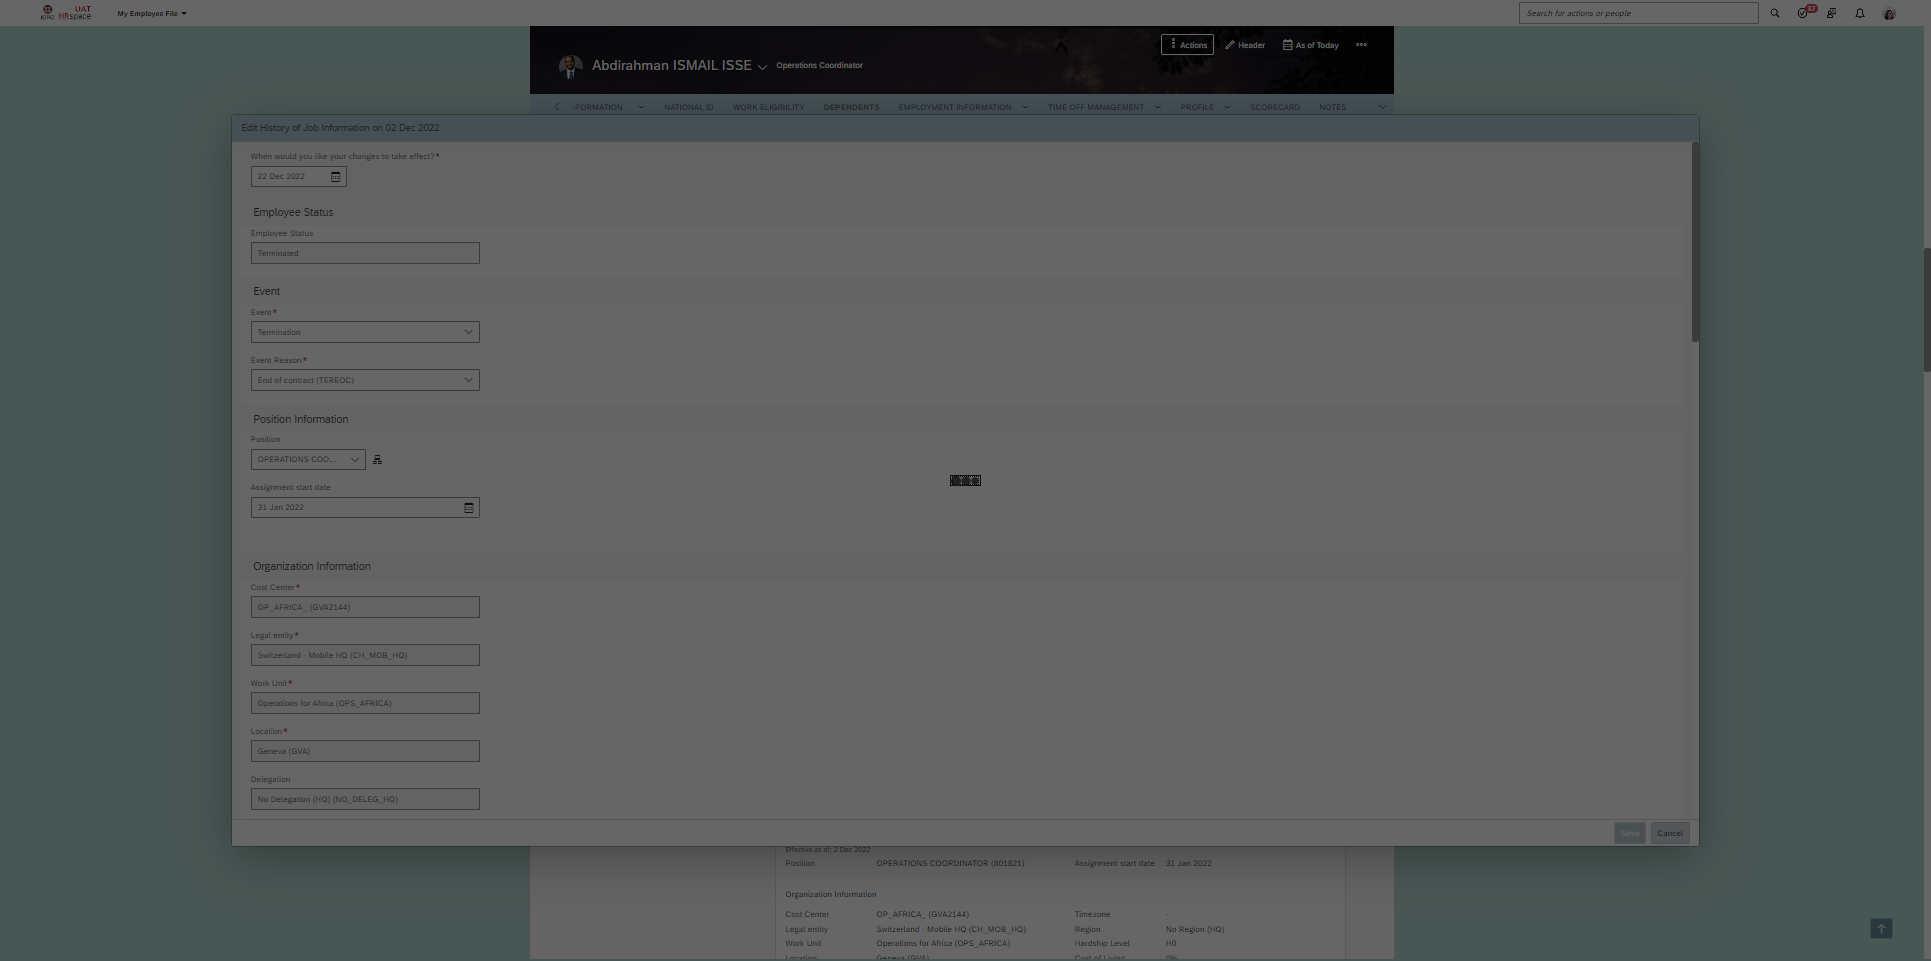 ICRC UAT HRspace
My Employee File
Search for actions or people
37
Actions
Header
As of Today
Abdirahman ISMAIL ISSE
Operations Coordinator
NATIONAL ID
WORK ELIGIBILITY
DEPENDENTS
EMPLOYMENT INFORMATION
TIME OFF MANAGEMENT
PROFILE
SCORECARD
NOTES
Edit History of Job Information on 02 Dec 2022
When would you like your changes to take effect?*
22 Dec 2022
Employee Status
Employee Status
Terminated
Event
Event*
Termination
Event Reason*
End of contract (TEREOC)
Position Information
Position
OPERATIONS COO...
Assignment start date
31 Jan 2022
Organization Information
Cost Center*
OP_AFRICA_ (GVA2144)
Legal entity*
Switzerland - Mobile HQ (CH_MOB_HQ)
Work Unit*
Operations for Africa (OPS_AFRICA)
Location*
Geneva (GVA)
Delegation
No Delegation (HQ) (NO_DELEG_HQ)
Save
Cancel
Effective as of: 2 Dec 2022
Position OPERATIONS COORDINATOR (801821) Assignment start date 31 Jan 2022
Organization Information
Cost Center OP_AFRICA_ (GVA2144) Timezone -
Legal entity Switzerland - Mobile HQ (CH_MOB_HQ) Region No Region (HQ)
Work Unit Operations for Africa (OPS_AFRICA) Hardship Level H0
Location Geneva (GVA) Cost of Living 0%